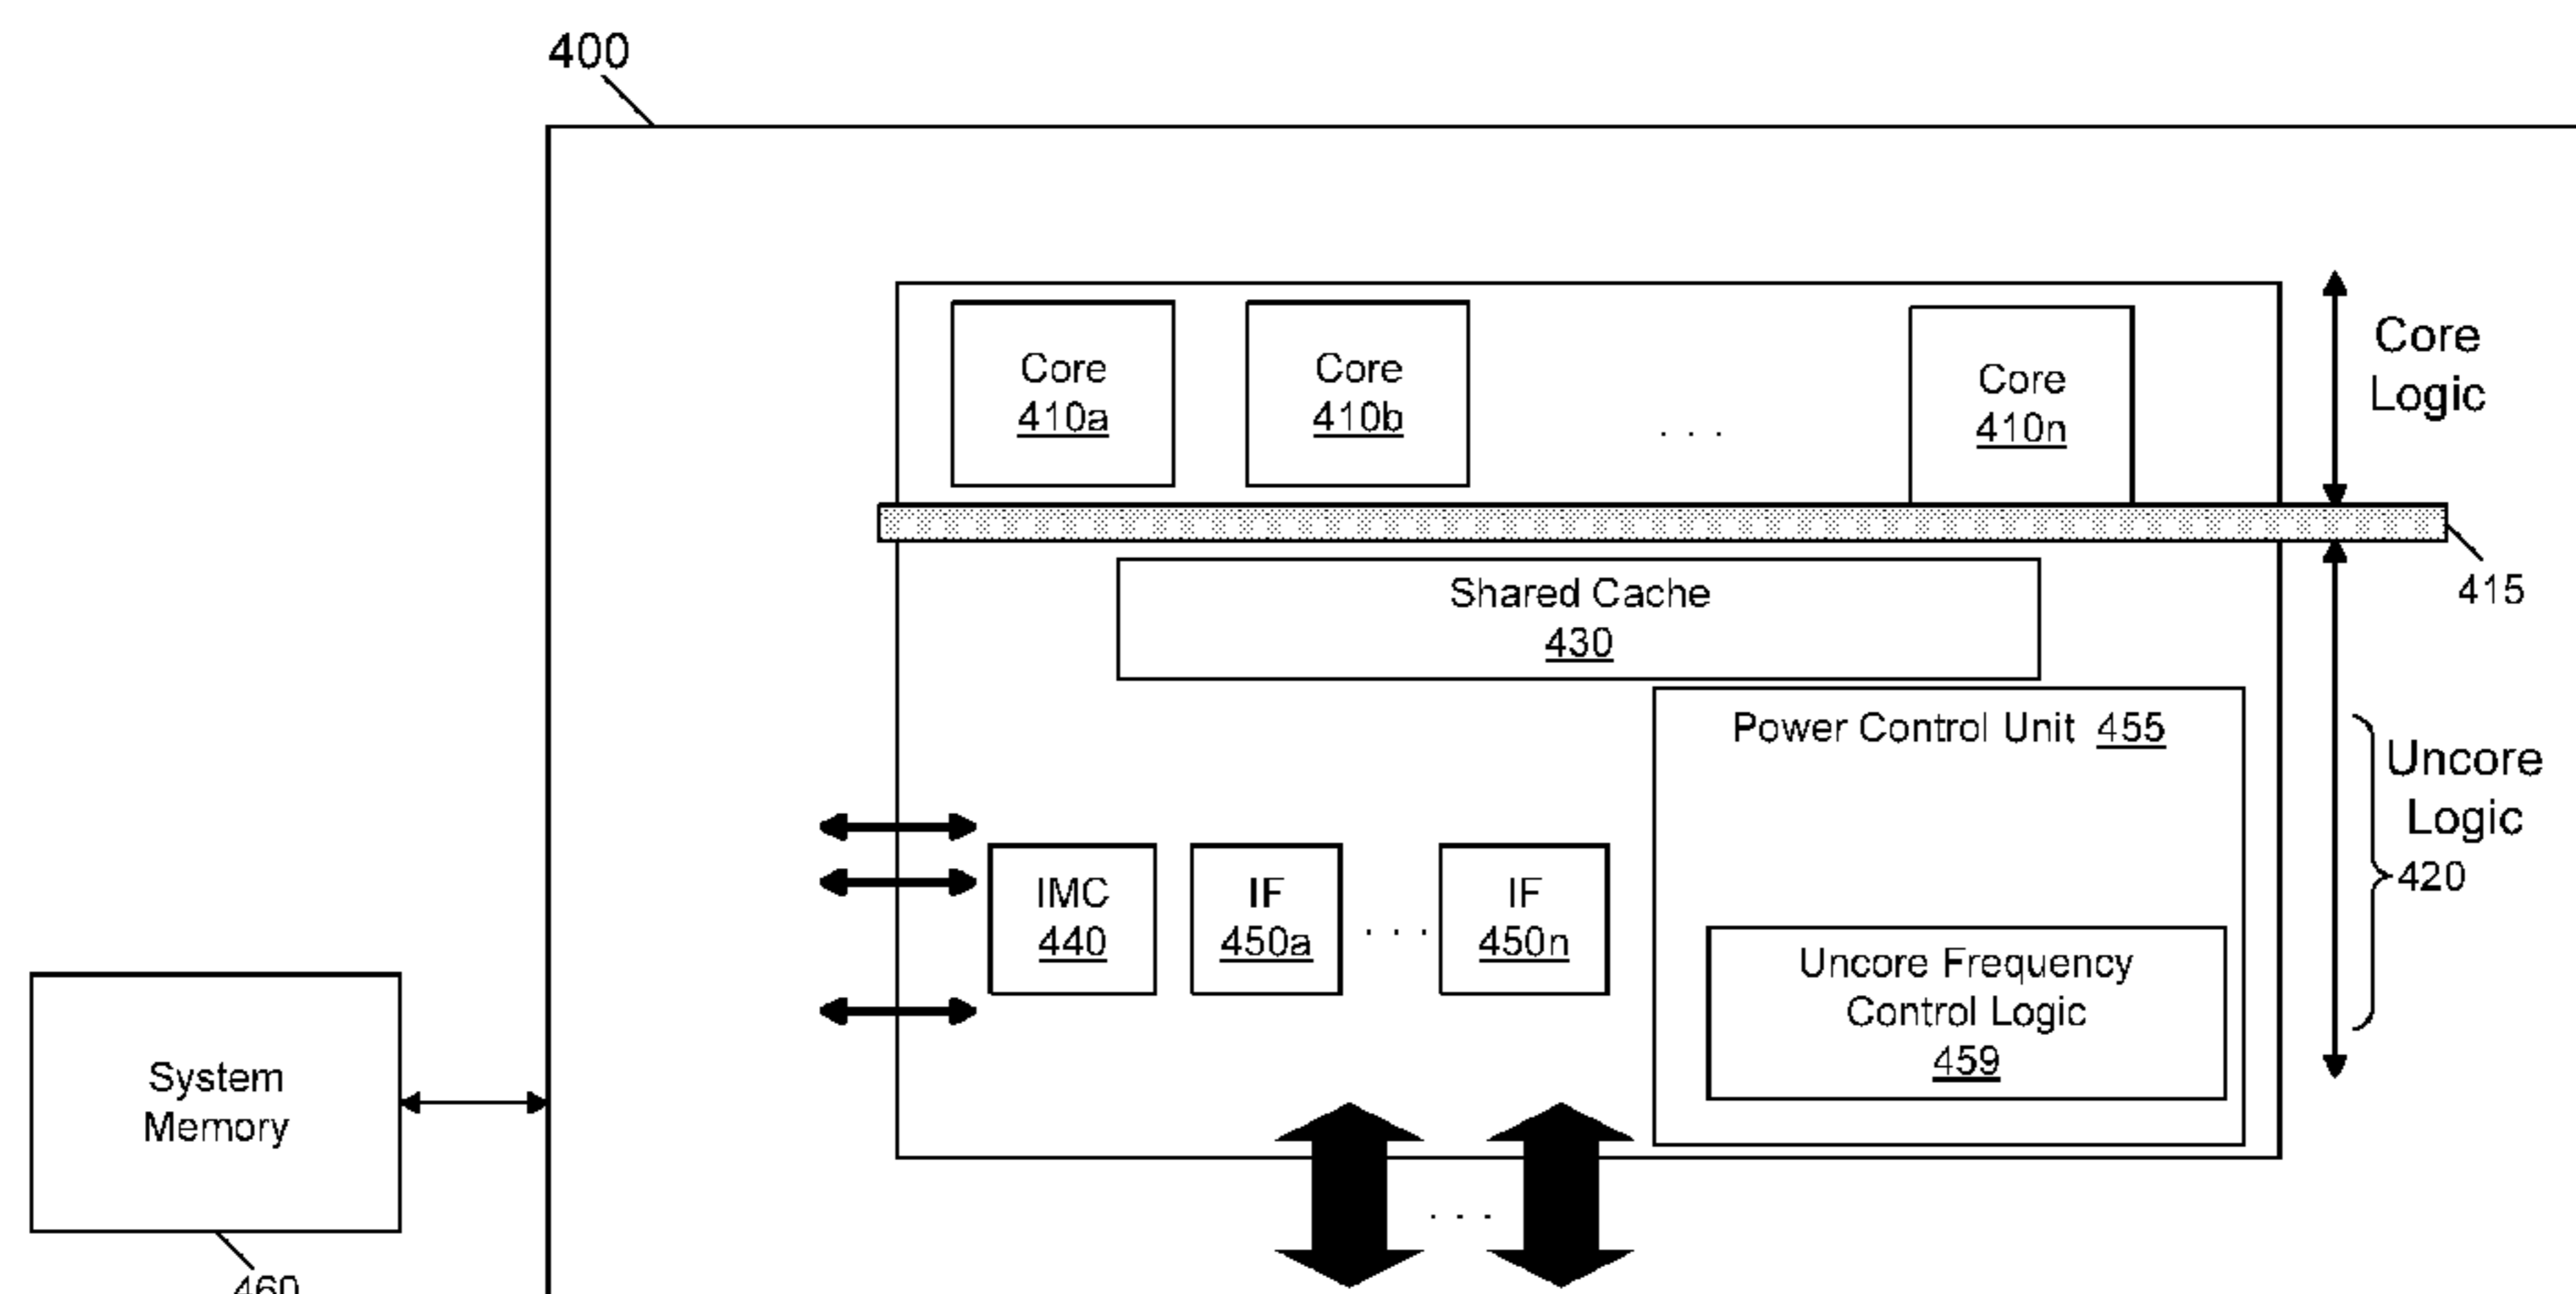 400
Core
410a
Core
410b
. . .
Core
410n
Core
Logic
415
Shared Cache
430
Power Control Unit 455
Uncore
Logic
420
IMC
440
IF
450a
. . .
IF
450n
Uncore Frequency
Control Logic
459
System
Memory
. . .
460